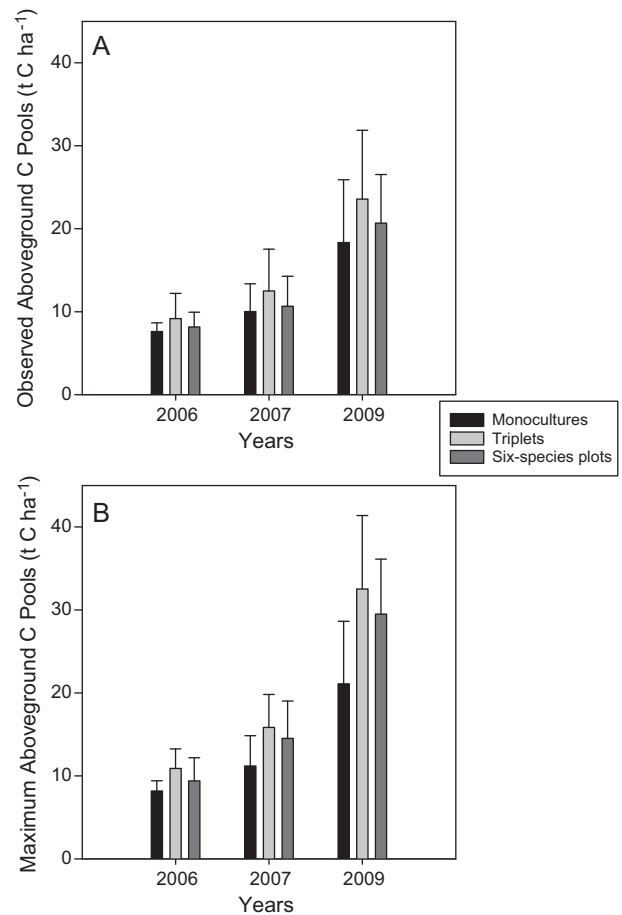 A
Observed Aboveground C Pools (t C ha⁻¹)
40
30
20
10
0
2006 2007 2009
Years
Monocultures
Triplets
Six-species plots
B
Maximum Aboveground C Pools (t C ha⁻¹)
40
30
20
10
0
2006 2007 2009
Years